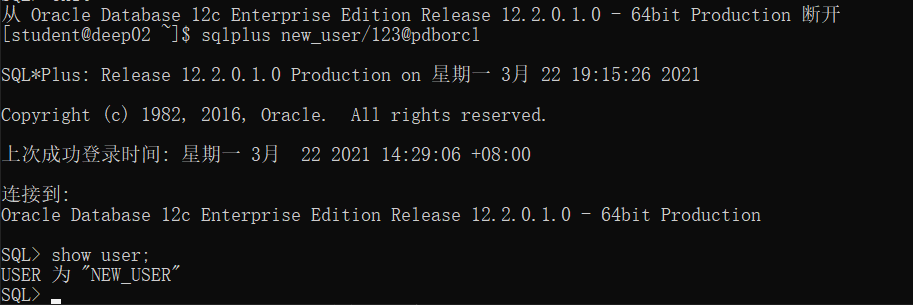 从 Oracle Database 12c Enterprise Edition Release 12.2.0.1.0 - 64bit Production 断开
[student@deep02 ~]$ sqlplus new_user/123@pdborcl
SQL*Plus: Release 12.2.0.1.0 Production on 星期一 3月 22 19:15:26 2021
Copyright (c) 1982, 2016, Oracle.  All rights reserved.
上次成功登录时间: 星期一 3月  22 2021 14:29:06 +08:00
连接到:
Oracle Database 12c Enterprise Edition Release 12.2.0.1.0 - 64bit Production
SQL> show user;
USER 为 "NEW_USER"
SQL>